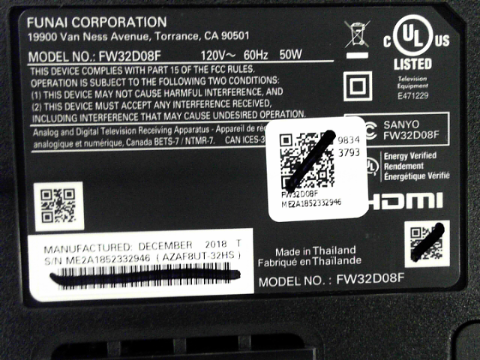 FUNAI CORPORATION
19900 Van Ness Avenue, Torrance, CA 90501
MODEL NO.: FW32D08F 120V~ 60Hz 50W
THIS DEVICE COMPLIES WITH PART 15 OF THE FCC RULES.
OPERATION IS SUBJECT TO THE FOLLOWING TWO CONDITIONS:
(1) THIS DEVICE MAY NOT CAUSE HARMFUL INTERFERENCE, AND
(2) THIS DEVICE MUST ACCEPT ANY INTERFERENCE RECEIVED,
INCLUDING INTERFERENCE THAT MAY CAUSE UNDESIRED OPERATION.
Analog and Digital Television Receiving Apparatus - Appareil de
analogique et numérique, Canada BETS-7 / NTMR-7. CAN ICES-3
C UL US
LISTED
Television
Equipment
E471229
SANYO
FW32D08F
Energy Verified
Rendement
Énergétique Vérifié
9834
3793
FW32D08F
ME2A1852332946
HDMI
MANUFACTURED: DECEMBER 2018 T
S/N ME2A1852332946 ( AZAF8UT-32HS )
Made in Thailand
Fabriqué en Thaïlande
MODEL NO.: FW32D08F